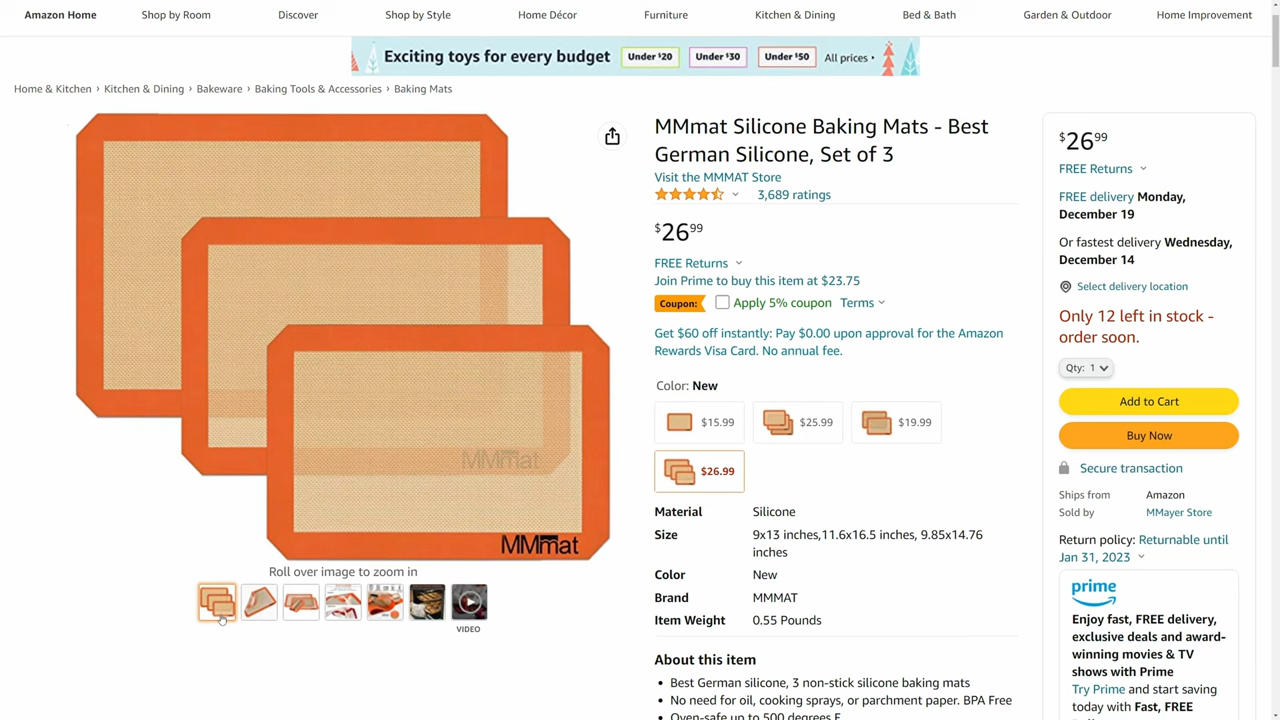 Amazon Home Shop by Room Discover Shop by Style Home Décor Furniture Kitchen & Dining Bed & Bath Garden & Outdoor Home Improvement
Exciting toys for every budget Under $20 Under $30 Under $50 All prices
Home & Kitchen › Kitchen & Dining › Bakeware › Baking Tools & Accessories › Baking Mats
MMmat
MMmat
Roll over image to zoom in
VIDEO
MMmat Silicone Baking Mats - Best
German Silicone, Set of 3
Visit the MMMAT Store
3,689 ratings
$26 99
FREE Returns
Join Prime to buy this item at $23.75
Coupon: Apply 5% coupon Terms
Get $60 off instantly: Pay $0.00 upon approval for the Amazon
Rewards Visa Card. No annual fee.
Color: New
$15.99 $25.99 $19.99
$26.99
Material Silicone
Size 9x13 inches,11.6x16.5 inches, 9.85x14.76
inches
Color New
Brand MMMAT
Item Weight 0.55 Pounds
About this item
• Best German silicone, 3 non-stick silicone baking mats
• No need for oil, cooking sprays, or parchment paper. BPA Free
• Oven-safe up to 500 degrees F
$26 99
FREE Returns
FREE delivery Monday,
December 19
Or fastest delivery Wednesday,
December 14
Select delivery location
Only 12 left in stock -
order soon.
Qty: 1
Add to Cart
Buy Now
Secure transaction
Ships from Amazon
Sold by MMayer Store
Return policy: Returnable until
Jan 31, 2023
prime
Enjoy fast, FREE delivery,
exclusive deals and award-
winning movies & TV
shows with Prime
Try Prime and start saving
today with Fast, FREE